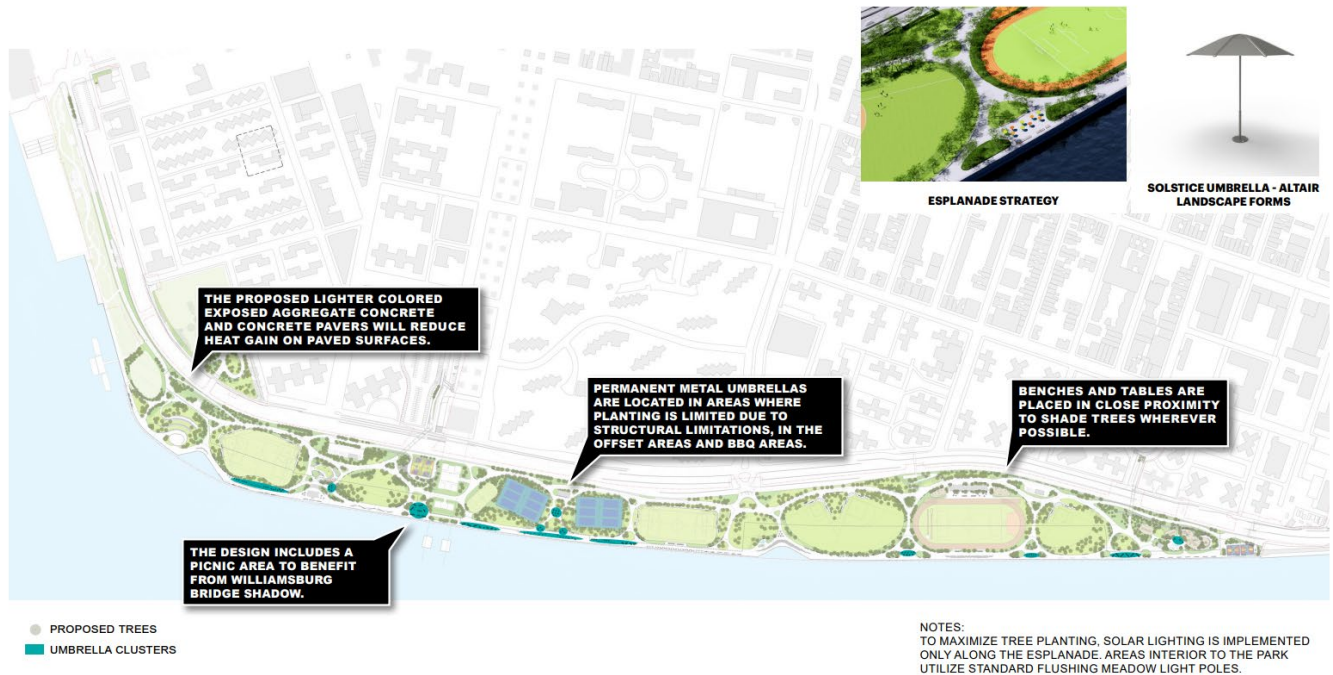 ESPLANADE STRATEGY
SOLSTICE UMBRELLA - ALTAIR
LANDSCAPE FORMS
THE PROPOSED LIGHTER COLORED
EXPOSED AGGREGATE CONCRETE
AND CONCRETE PAVERS WILL REDUCE
HEAT GAIN ON PAVED SURFACES.
PERMANENT METAL UMBRELLAS
ARE LOCATED IN AREAS WHERE
PLANTING IS LIMITED DUE TO
STRUCTURAL LIMITATIONS, IN THE
OFFSET AREAS AND BBQ AREAS.
BENCHES AND TABLES ARE
PLACED IN CLOSE PROXIMITY
TO SHADE TREES WHEREVER
POSSIBLE.
THE DESIGN INCLUDES A
PICNIC AREA TO BENEFIT
FROM WILLIAMSBURG
BRIDGE SHADOW.
PROPOSED TREES
UMBRELLA CLUSTERS
NOTES:
TO MAXIMIZE TREE PLANTING, SOLAR LIGHTING IS IMPLEMENTED
ONLY ALONG THE ESPLANADE. AREAS INTERIOR TO THE PARK
UTILIZE STANDARD FLUSHING MEADOW LIGHT POLES.